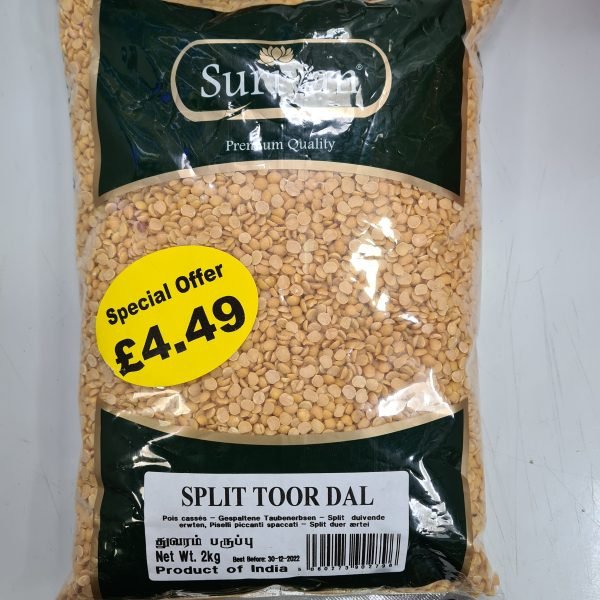 Premium Quality
Special Offer
£4.49
SPLIT TOOR DAL
Pois cassés – Gespaltene Taubenerbsen – Split duivende
erwten, Piselli piccanti spaccati – Split duer ærtei
துவரம் பருப்பு
Net Wt. 2kg Best Before: 30-12-2022
Product of India